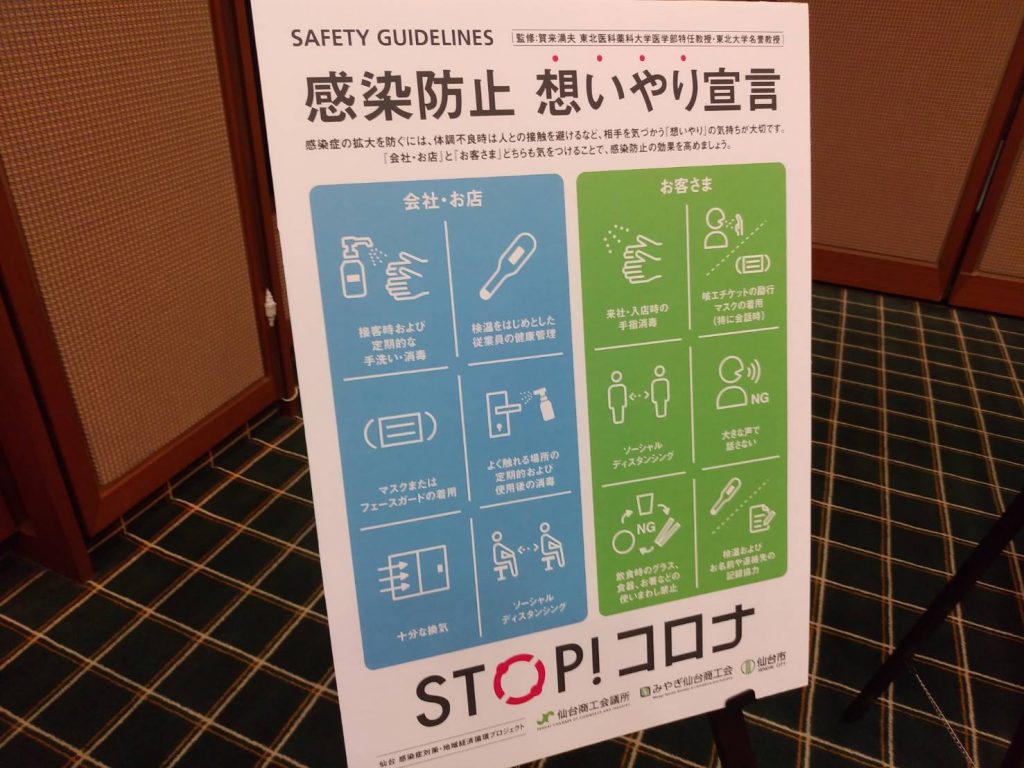 SAFETY GUIDELINES
監修:賀来満夫 東北医科薬科大学医学部特任教授・東北大学名誉教授
感染防止 想いやり宣言
感染症の拡大を防ぐには、体調不良時は人との接触を避けるなど、相手を気づかう『想いやり』の気持ちが大切です。
『会社・お店』と『お客さま』どちらも気をつけることで、感染防止の効果を高めましょう。
会社・お店
接客時および
定期的な
手洗い・消毒
検温をはじめとした
従業員の健康管理
マスクまたは
フェースガードの着用
よく触れる場所の
定期的および
使用後の消毒
十分な換気
ソーシャル
ディスタンシング
お客さま
来社・入店時の
手指消毒
咳エチケットの励行
マスクの着用
(特に会話時)
ソーシャル
ディスタンシング
NG
大きな声で
話さない
NG
飲食時のグラス、
食器、お箸などの
使いまわし禁止
検温および
お名前や連絡先の
記録協力
STOP!コロナ
仙台 感染症対策・地域経済循環プロジェクト
仙台商工会議所
SENDAI CHAMBER OF COMMERCE AND INDUSTRY
みやぎ仙台商工会
仙台市
SENDAI CITY